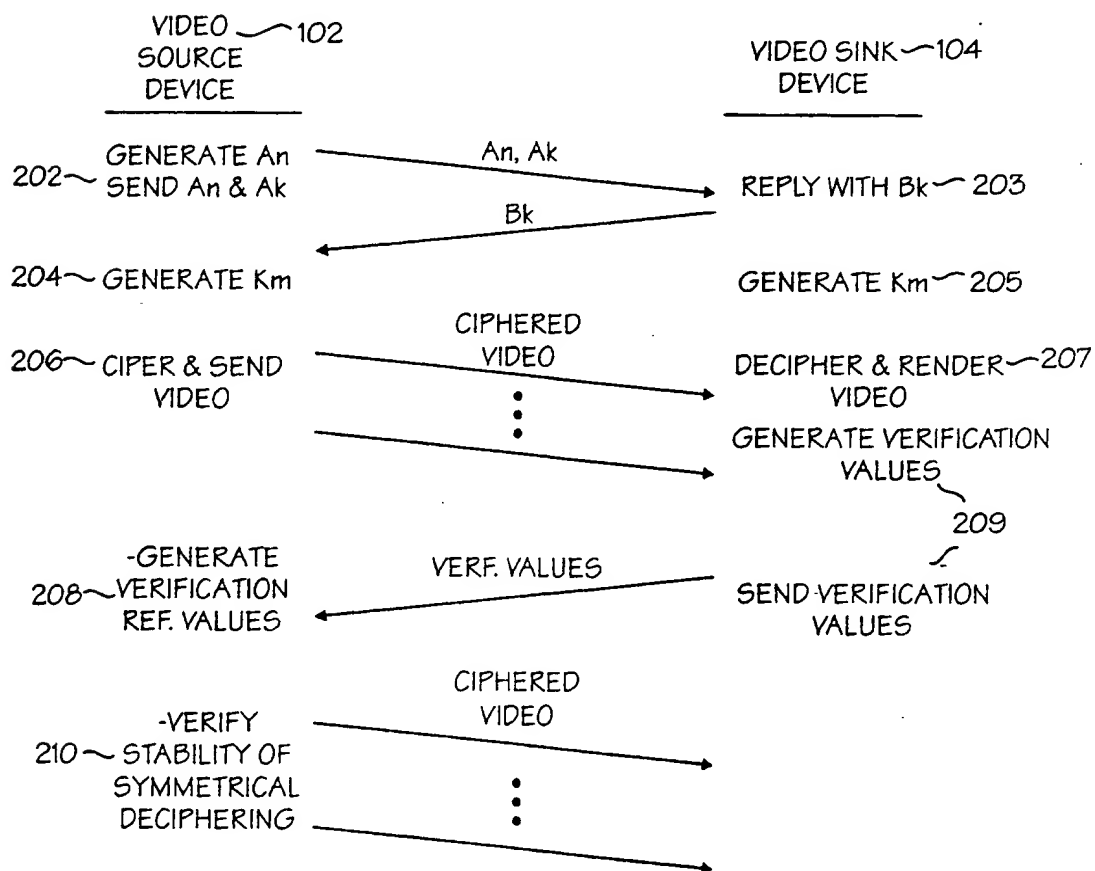 VIDEO 102
SOURCE
DEVICE
VIDEO SINK 104
DEVICE
GENERATE An
202 SEND An & Ak
An, Ak
REPLY WITH Bk 203
Bk
204 GENERATE Km
GENERATE Km 205
CIPHERED
VIDEO
206 CIPER & SEND
VIDEO
DECIPHER & RENDER 207
VIDEO
GENERATE VERIFICATION
VALUES
209
-GENERATE
208 VERIFICATION
REF. VALUES
VERF. VALUES
SEND VERIFICATION
VALUES
CIPHERED
VIDEO
-VERIFY
210 STABILITY OF
SYMMETRICAL
DECIPHERING